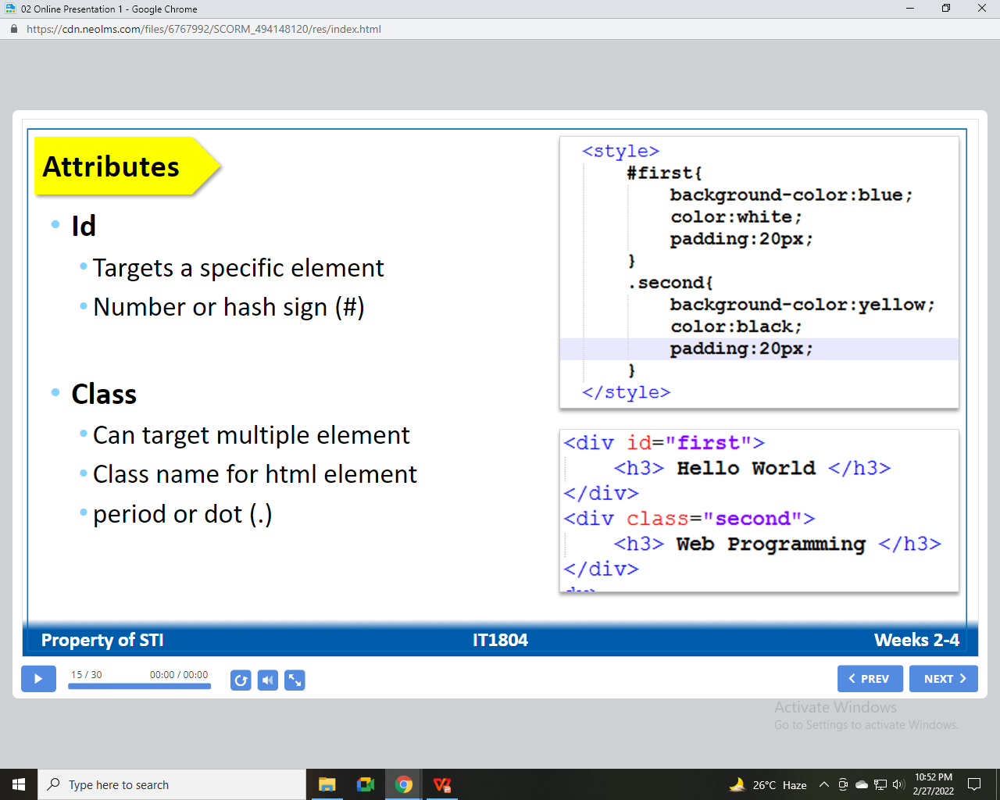 02 Online Presentation 1 - Google Chrome
https://cdn.neolms.com/files/6767992/SCORM_494148120/res/index.html
Attributes
• Id
• Targets a specific element
• Number or hash sign (#)
• Class
• Can target multiple element
• Class name for html element
• period or dot (.)
<style>
#first{
background-color:blue;
color:white;
padding:20px;
}
.second{
background-color:yellow;
color:black;
padding:20px;
}
</style>
<div id="first">
<h3> Hello World </h3>
</div>
<div class="second">
<h3> Web Programming </h3>
</div>
Property of STI IT1804 Weeks 2-4
15 / 30 00:00 / 00:00
PREV NEXT
Activate Windows
Go to Settings to activate Windows.
Type here to search
26°C Haze
10:52 PM
2/27/2022